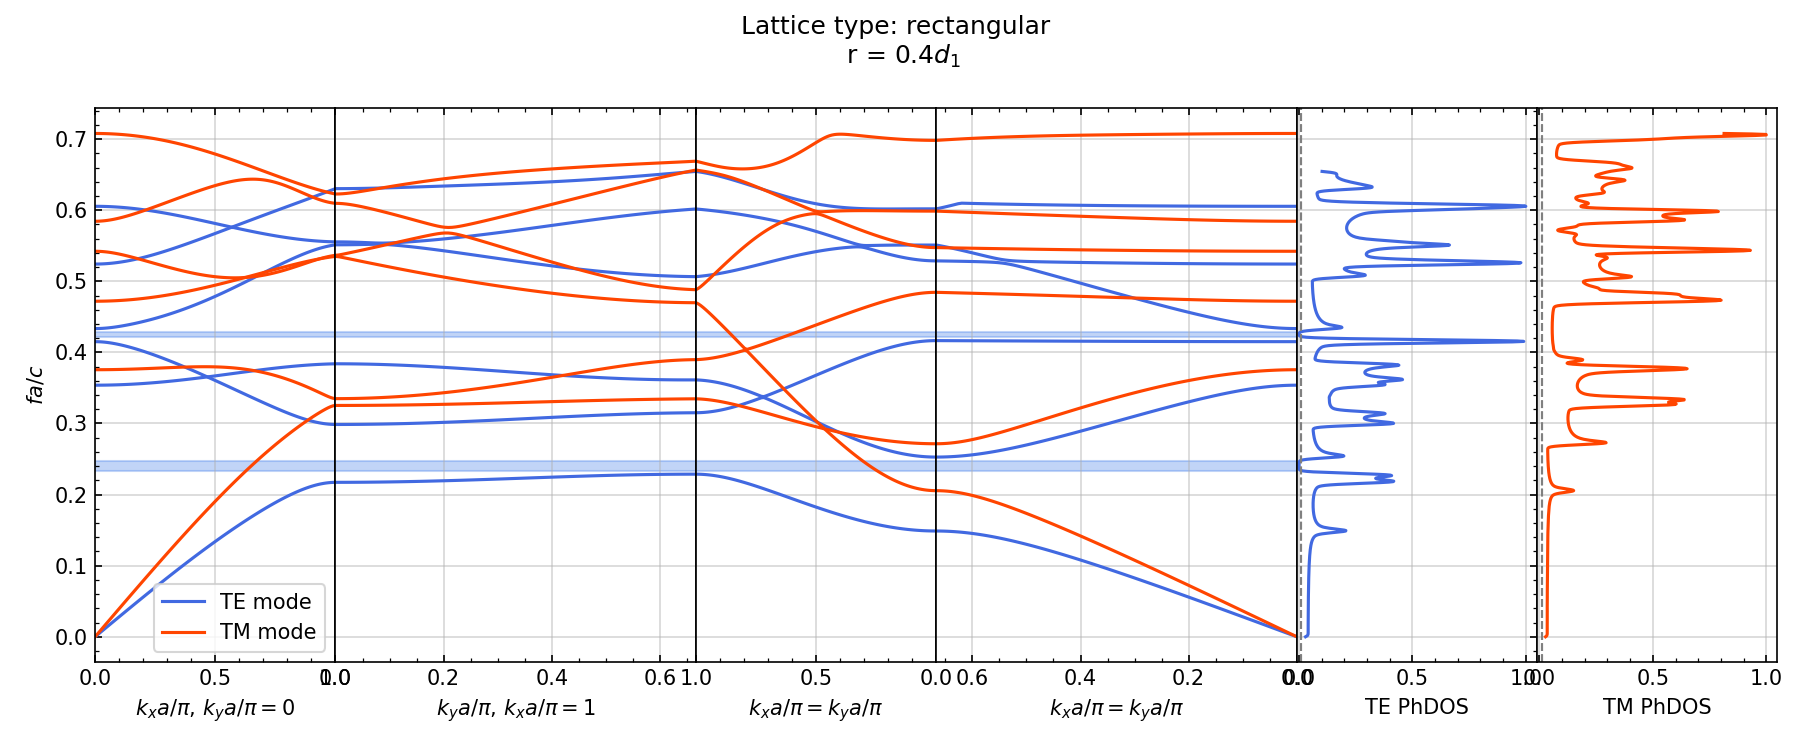 Lattice type: rectangular
r = 0.4d₁
fa/c
0.7
0.6
0.5
0.4
0.3
0.2
0.1
0.0
TE mode
TM mode
0.0 0.5 1.0
0.0 0.2 0.4 0.6
1.0 0.5 0.0
0.6 0.4 0.2 0.0
0.0 0.5 1.0
0.0 0.5 1.0
kₓa/π, kᵧa/π = 0
kᵧa/π, kₓa/π = 1
kₓa/π = kᵧa/π
kₓa/π = kᵧa/π
TE PhDOS
TM PhDOS